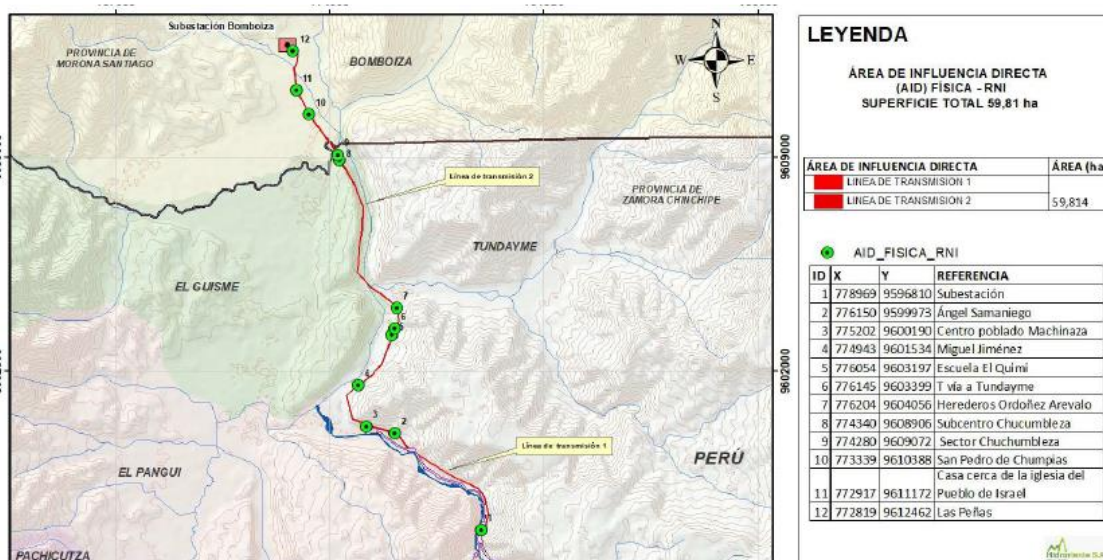 Subestación Bomboiza
12
PROVINCIA DE
MORONA SANTIAGO
BOMBOIZA
N
W
E
S
11
10
9
8
9609000
Línea de transmisión 2
PROVINCIA DE
ZAMORA CHINCHIPE
TUNDAYME
EL GUISME
7
6
4
9602000
3
2
Línea de transmisión 1
EL PANGUI
PERÚ
PACHICUTZA
LEYENDA
ÁREA DE INFLUENCIA DIRECTA
(AID) FÍSICA - RNI
SUPERFICIE TOTAL 59,81 ha
ÁREA DE INFLUENCIA DIRECTA ÁREA (ha
LINEA DE TRANSMISION 1
LINEA DE TRANSMISION 2 59,814
AID_FISICA_RNI
ID X Y REFERENCIA
1 778969 9596810 Subestación
2 776150 9599973 Ángel Samaniego
3 775202 9600190 Centro poblado Machinaza
4 774943 9601534 Miguel Jiménez
5 776054 9603197 Escuela El Quimi
6 776145 9603399 T vía a Tundayme
7 776204 9604056 Herederos Ordoñez Arevalo
8 774340 9608906 Subcentro Chucumbleza
9 774280 9609072 Sector Chuchumbleza
10 773339 9610388 San Pedro de Chumpias
Casa cerca de la iglesia del
11 772917 9611172 Pueblo de Israel
12 772819 9612462 Las Peñas